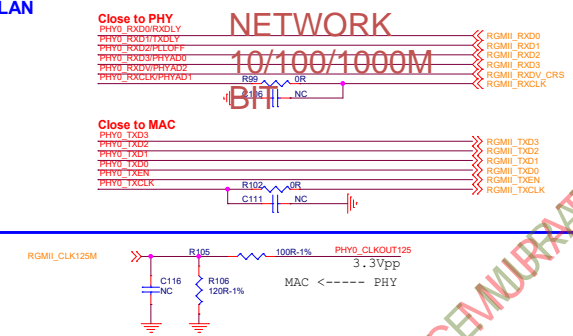 LAN
Close to PHY
NETWORK
10/100/1000M
BIT
PHY0_RXD0/RXDLY
RGMII_RXD0
PHY0_RXD1/TXDLY
RGMII_RXD1
PHY0_RXD2/PLLOFF
RGMII_RXD2
PHY0_RXD3/PHYAD0
RGMII_RXD3
PHY0_RXDV/PHYAD2
RGMII_RXDV_CRS
PHY0_RXCLK/PHYAD1
R99 0R
RGMII_RXCLK
C106 NC
Close to MAC
PHY0_TXD3
RGMII_TXD3
PHY0_TXD2
RGMII_TXD2
PHY0_TXD1
RGMII_TXD1
PHY0_TXD0
RGMII_TXD0
PHY0_TXEN
RGMII_TXEN
PHY0_TXCLK
R102 0R
RGMII_TXCLK
C111 NC
RGMII_CLK125M
R105 100R-1%
PHY0_CLKOUT125
3.3Vpp
C116
NC
R106
120R-1%
MAC <----- PHY